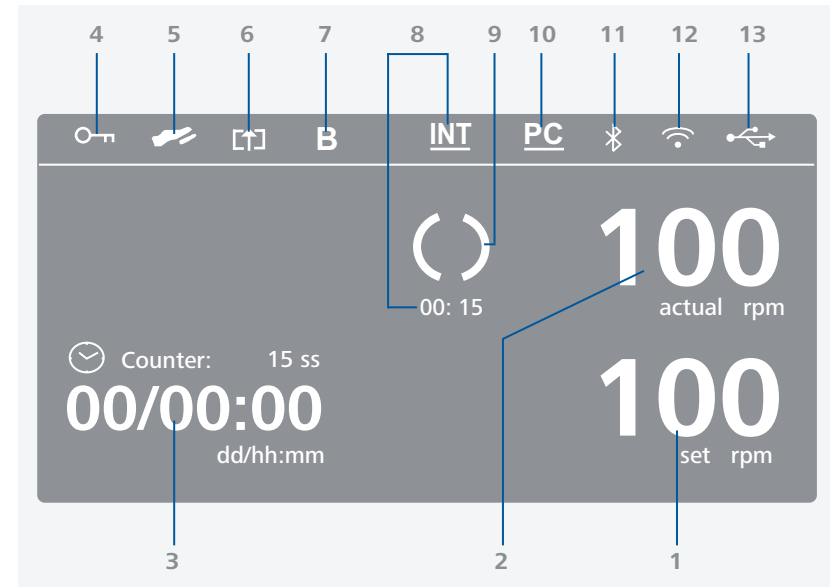 4 5 6 7 8 9 10 11 12 13
B INT PC
100
00: 15 actual rpm
Counter: 15 ss
00/00:00 100
dd/hh:mm set rpm
3 2 1